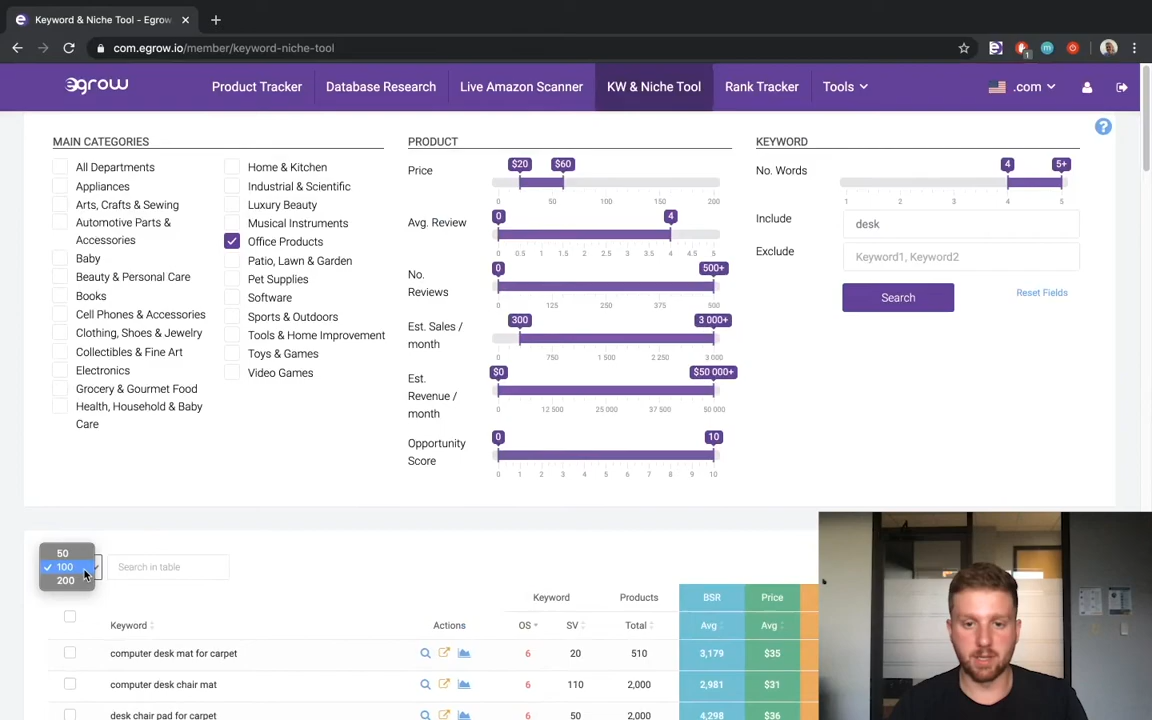 Keyword & Niche Tool - Egrow
com.egrow.io/member/keyword-niche-tool
1
egrow
Product Tracker
Database Research
Live Amazon Scanner
KW & Niche Tool
Rank Tracker
Tools
.com
?
MAIN CATEGORIES
All Departments
Appliances
Arts, Crafts & Sewing
Automotive Parts &
Accessories
Baby
Beauty & Personal Care
Books
Cell Phones & Accessories
Clothing, Shoes & Jewelry
Collectibles & Fine Art
Electronics
Grocery & Gourmet Food
Health, Household & Baby
Care
Home & Kitchen
Industrial & Scientific
Luxury Beauty
Musical Instruments
Office Products
Patio, Lawn & Garden
Pet Supplies
Software
Sports & Outdoors
Tools & Home Improvement
Toys & Games
Video Games
PRODUCT
Price
$20 $60
0 50 100 150 200
Avg. Review
0 4
0 0.5 1 1.5 2 2.5 3 3.5 4 4.5 5
No.
Reviews
0 500+
0 125 250 375 500
Est. Sales /
month
300 3 000+
0 750 1 500 2 250 3 000
Est.
Revenue /
month
$0 $50 000+
0 12 500 25 000 37 500 50 000
Opportunity
Score
0 10
0 1 2 3 4 5 6 7 8 9 10
KEYWORD
No. Words
4 5+
1 2 3 4 5
Include
desk
Exclude
Keyword1, Keyword2
Search
Reset Fields
50
100
200
Search in table
Keyword Products BSR Price
Keyword Actions OS SV Total Avg Avg
computer desk mat for carpet 6 20 510 3,179 $35
computer desk chair mat 6 110 2,000 2,981 $31
desk chair pad for carpet 6 50 2,000 4,298 $36